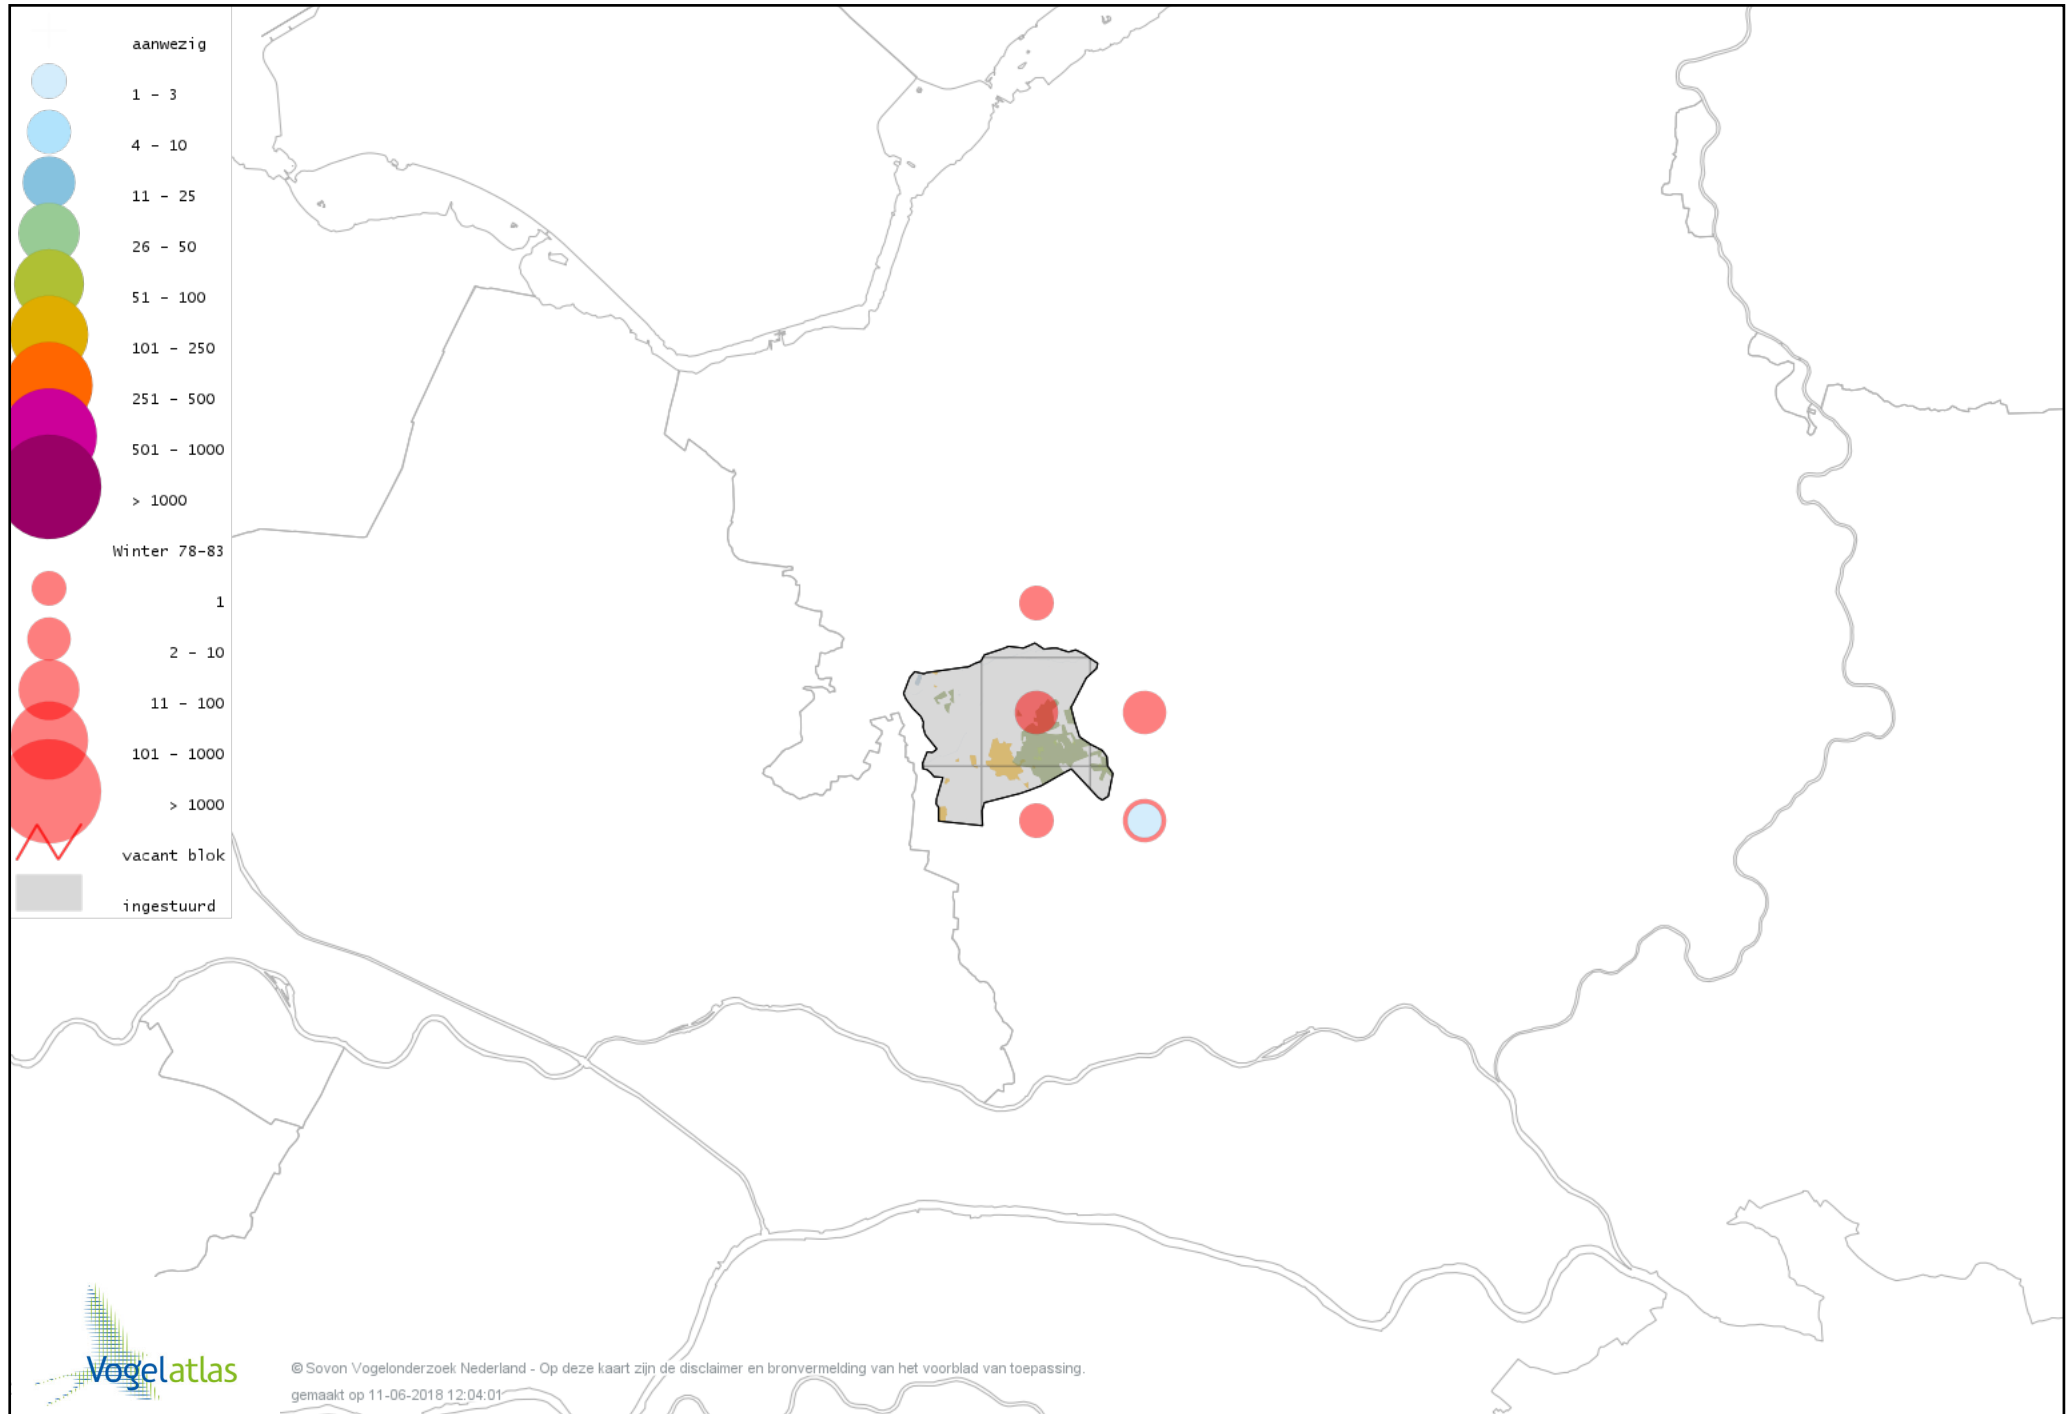 aanwezig
1 - 3
4 - 10
11 - 25
26 - 50
51 - 100
101 - 250
251 - 500
501 - 1000
> 1000
Winter 78-83
1
2 - 10
11 - 100
101 - 1000
> 1000
vacant blok
ingestuurd
Vogelatlas
© Sovon Vogelonderzoek Nederland - Op deze kaart zijn de disclaimer en bronvermelding van het voorblad van toepassing.
gemaakt op 11-06-2018 12:04:01